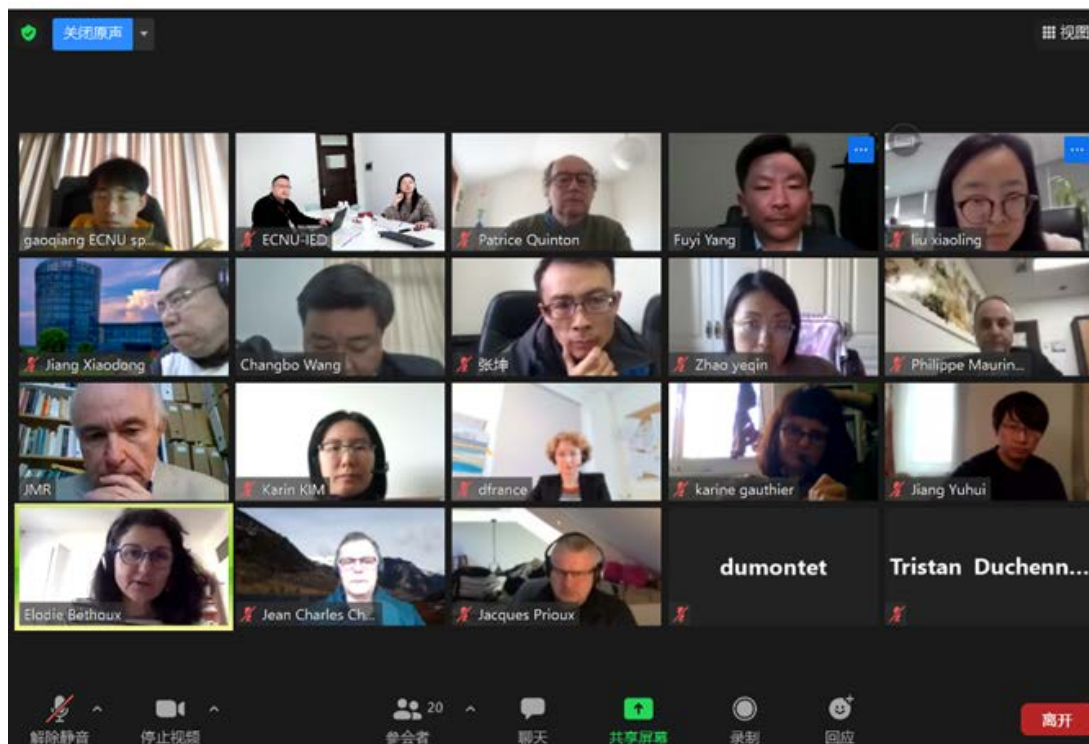 关闭原声
视图
gaoqiang ECNU sp...
ECNU-IED
Patrice Quinton
Fuyi Yang
liu xiaoling
Jiang Xiaodong
Changbo Wang
张坤
Zhao yeqin
Philippe Maurin...
JMR
Karin KIM
dfrance
karine gauthier
Jiang Yuhui
Elodie Béthoux
Jean Charles Ch...
Jacques Prioux
dumontet
Tristan Duchenn...
解除静音
停止视频
参会者
20
聊天
共享屏幕
录制
回应
离开